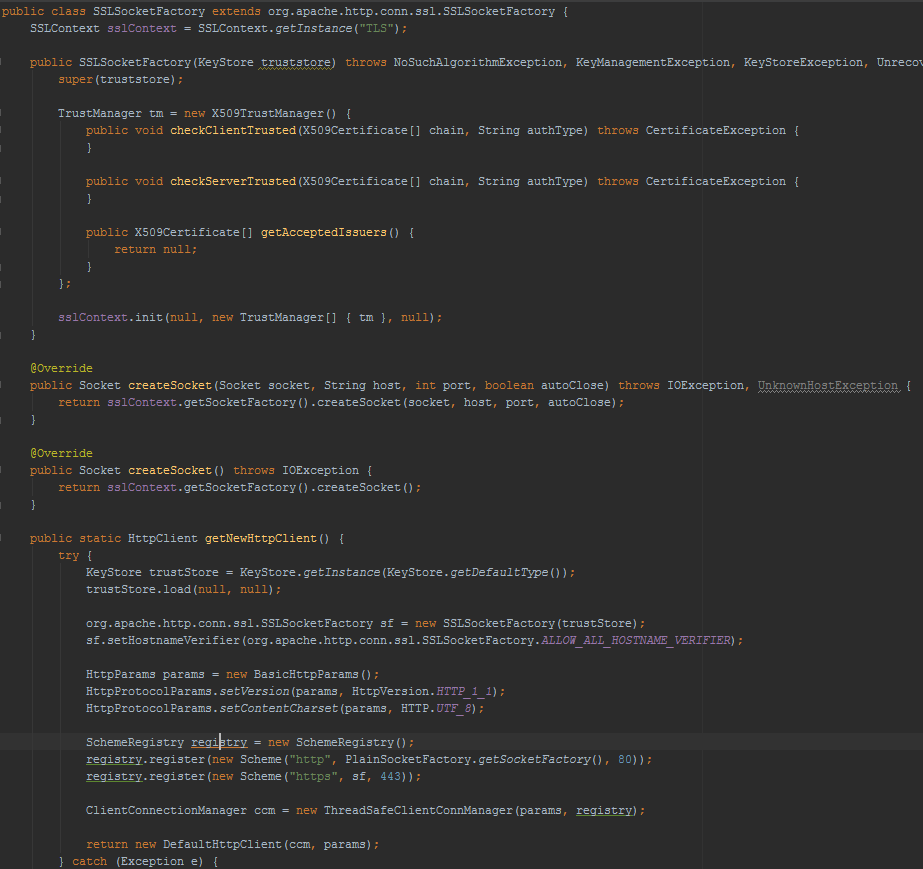 public class SSLSocketFactory extends org.apache.http.conn.ssl.SSLSocketFactory {
SSLContext sslContext = SSLContext.getInstance("TLS");
public SSLSocketFactory(KeyStore truststore) throws NoSuchAlgorithmException, KeyManagementException, KeyStoreException, Unrecov
super(truststore);
TrustManager tm = new X509TrustManager() {
public void checkClientTrusted(X509Certificate[] chain, String authType) throws CertificateException {
}
public void checkServerTrusted(X509Certificate[] chain, String authType) throws CertificateException {
}
public X509Certificate[] getAcceptedIssuers() {
return null;
}
};
sslContext.init(null, new TrustManager[] { tm }, null);
}
@Override
public Socket createSocket(Socket socket, String host, int port, boolean autoClose) throws IOException, UnknownHostException {
return sslContext.getSocketFactory().createSocket(socket, host, port, autoClose);
}
@Override
public Socket createSocket() throws IOException {
return sslContext.getSocketFactory().createSocket();
}
public static HttpClient getNewHttpClient() {
try {
KeyStore trustStore = KeyStore.getInstance(KeyStore.getDefaultType());
trustStore.load(null, null);
org.apache.http.conn.ssl.SSLSocketFactory sf = new SSLSocketFactory(trustStore);
sf.setHostnameVerifier(org.apache.http.conn.ssl.SSLSocketFactory.ALLOW_ALL_HOSTNAME_VERIFIER);
HttpParams params = new BasicHttpParams();
HttpProtocolParams.setVersion(params, HttpVersion.HTTP_1_1);
HttpProtocolParams.setContentCharset(params, HTTP.UTF_8);
SchemeRegistry registry = new SchemeRegistry();
registry.register(new Scheme("http", PlainSocketFactory.getSocketFactory(), 80));
registry.register(new Scheme("https", sf, 443));
ClientConnectionManager ccm = new ThreadSafeClientConnManager(params, registry);
return new DefaultHttpClient(ccm, params);
} catch (Exception e) {